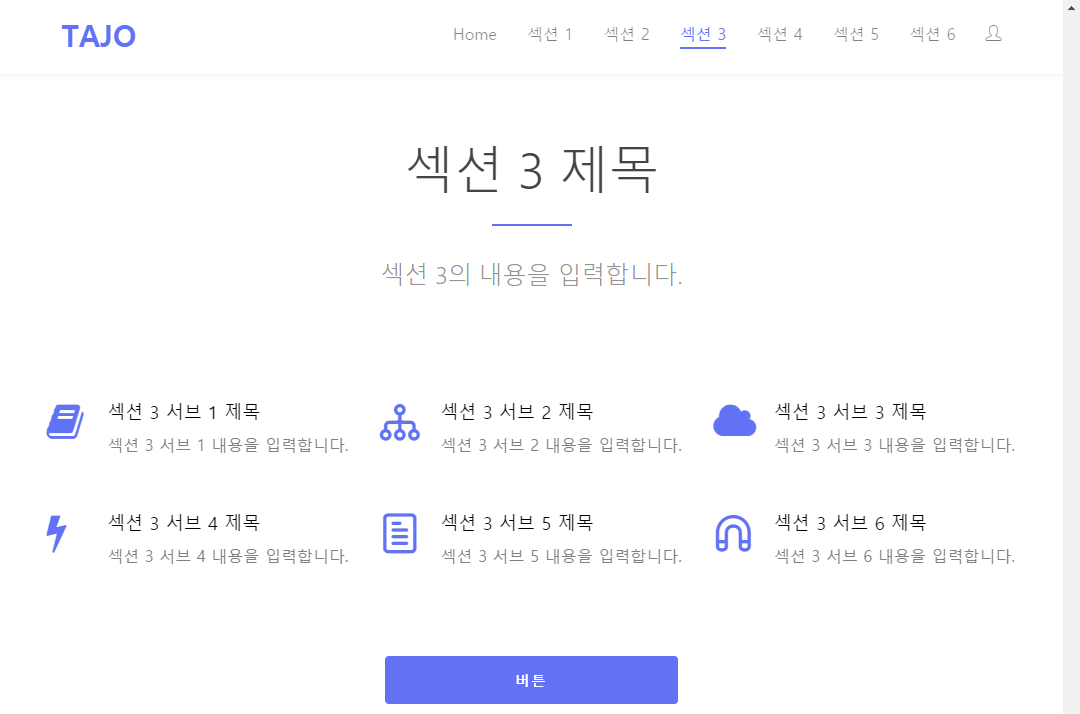 TAJO
Home 섹션 1 섹션 2 섹션 3 섹션 4 섹션 5 섹션 6
섹션 3 제목
섹션 3의 내용을 입력합니다.
섹션 3 서브 1 제목
섹션 3 서브 1 내용을 입력합니다.
섹션 3 서브 2 제목
섹션 3 서브 2 내용을 입력합니다.
섹션 3 서브 3 제목
섹션 3 서브 3 내용을 입력합니다.
섹션 3 서브 4 제목
섹션 3 서브 4 내용을 입력합니다.
섹션 3 서브 5 제목
섹션 3 서브 5 내용을 입력합니다.
섹션 3 서브 6 제목
섹션 3 서브 6 내용을 입력합니다.
버튼